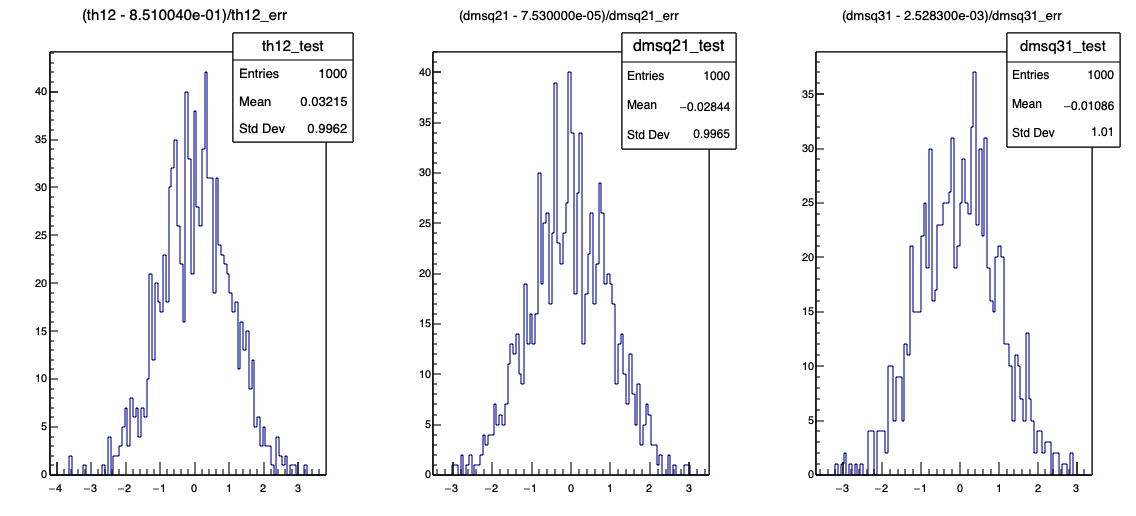 (th12 - 8.510040e-01)/th12_err
th12_test
Entries 1000
Mean 0.03215
Std Dev 0.9962
40
35
30
25
20
15
10
5
0
−4 −3 −2 −1 0 1 2 3
(dmsq21 - 7.530000e-05)/dmsq21_err
dmsq21_test
Entries 1000
Mean −0.02844
Std Dev 0.9965
40
35
30
25
20
15
10
5
0
−3 −2 −1 0 1 2 3
(dmsq31 - 2.528300e-03)/dmsq31_err
dmsq31_test
Entries 1000
Mean −0.01086
Std Dev 1.01
35
30
25
20
15
10
5
0
−3 −2 −1 0 1 2 3